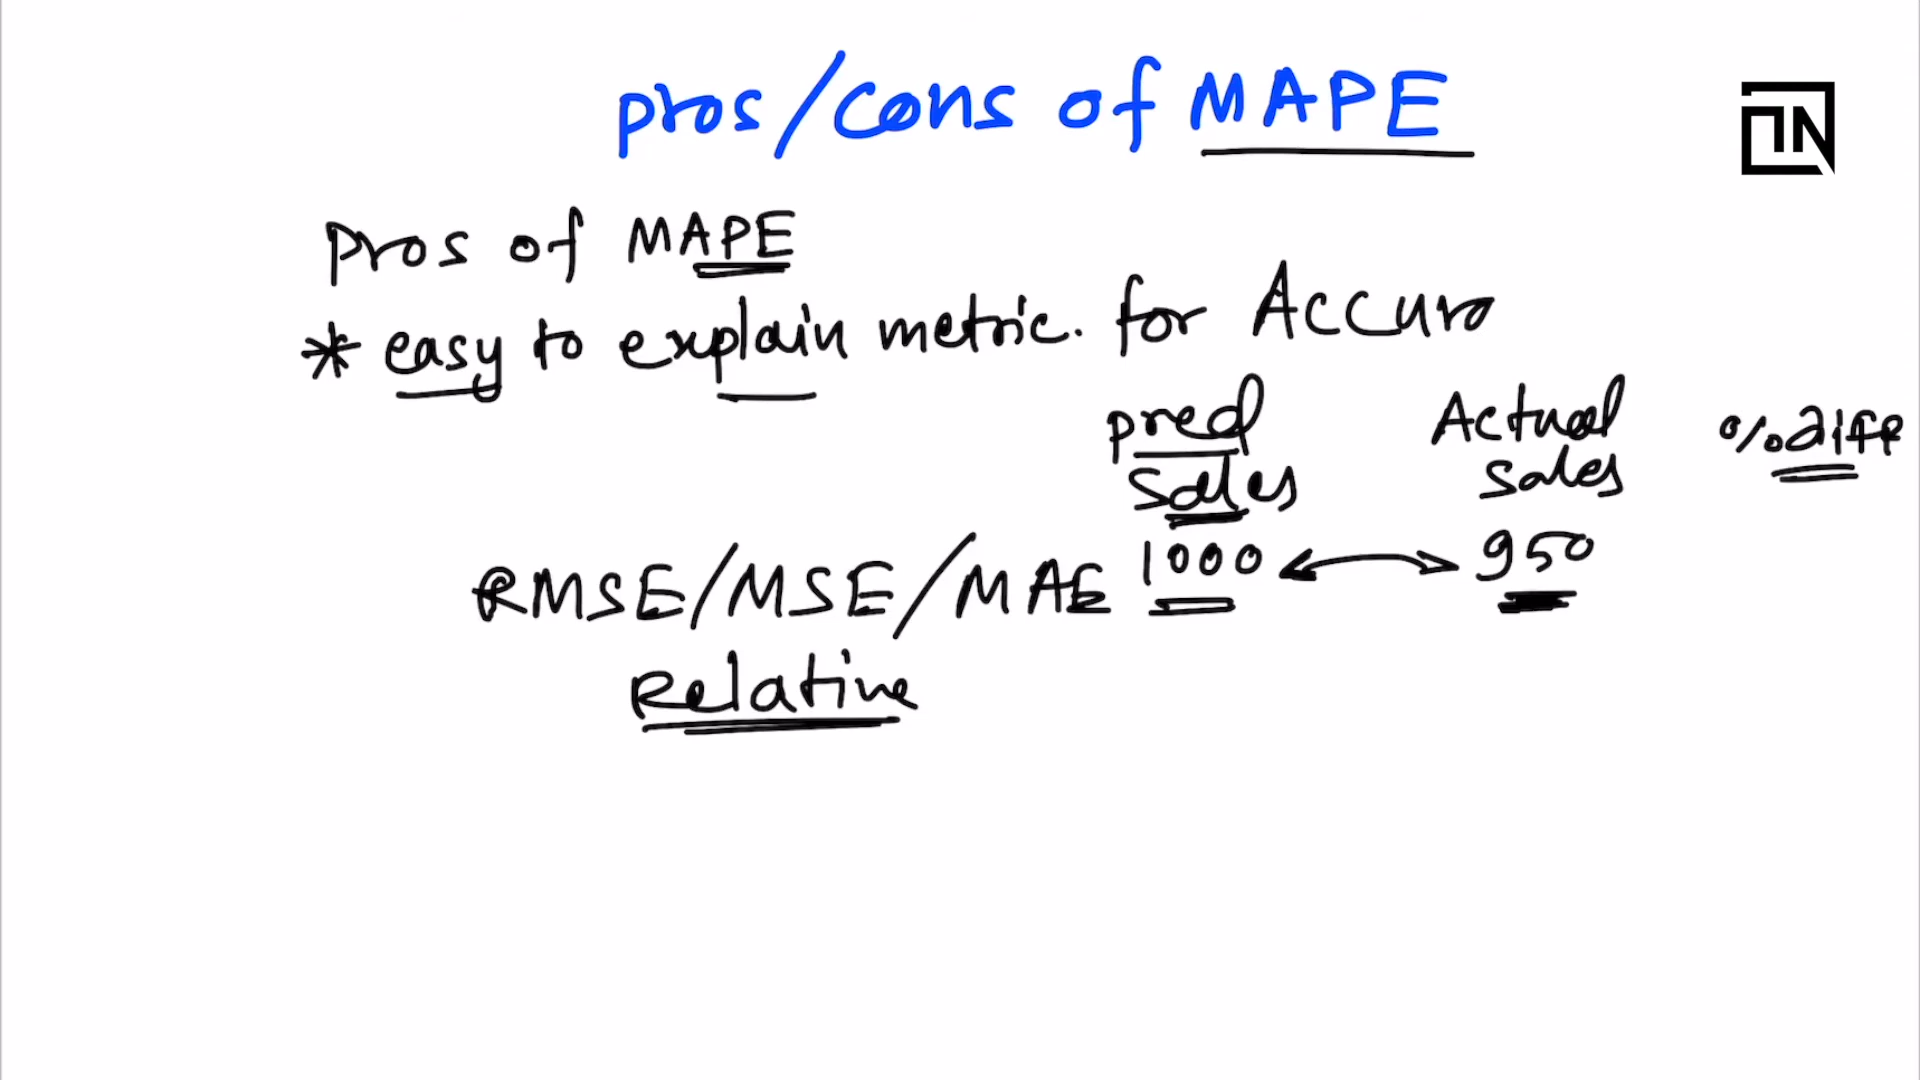 pros/cons of MAPE
Pros of MAPE
* easy to explain metric. for Accura
pred Actual % diff
sales sales
RMSE/MSE/MAE 1000 950
Relative